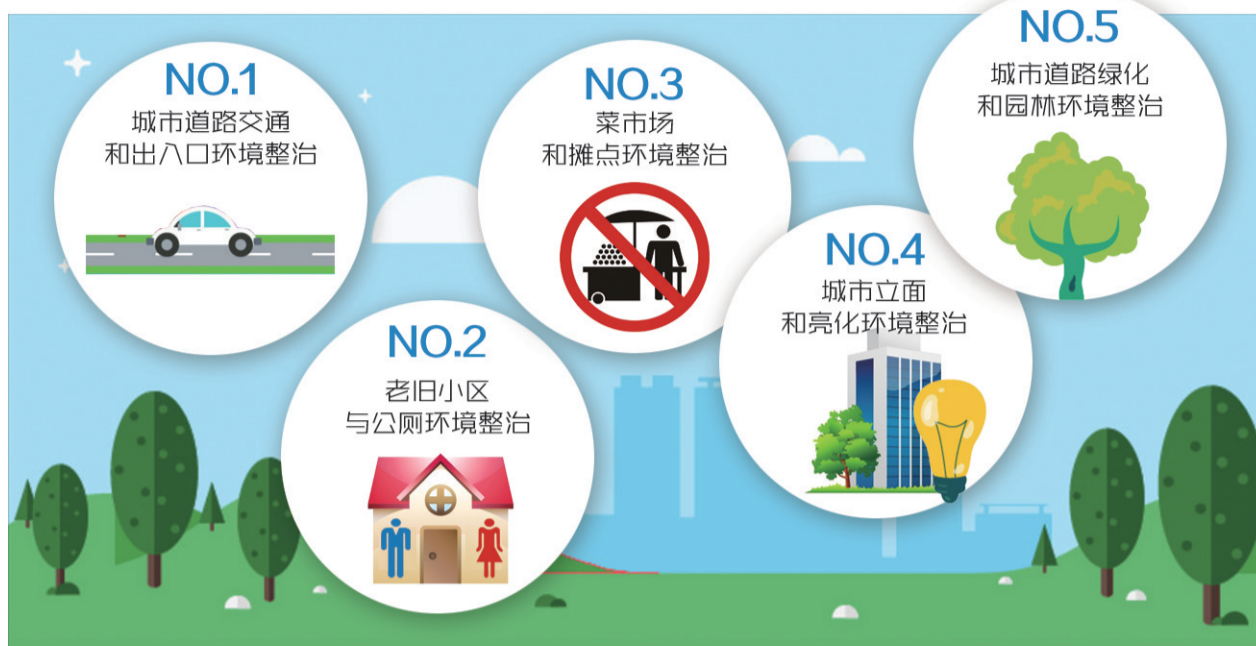 NO.1
城市道路交通
和出入口环境整治
NO.2
老旧小区
与公厕环境整治
NO.3
菜市场
和摊点环境整治
NO.4
城市立面
和亮化环境整治
NO.5
城市道路绿化
和园林环境整治